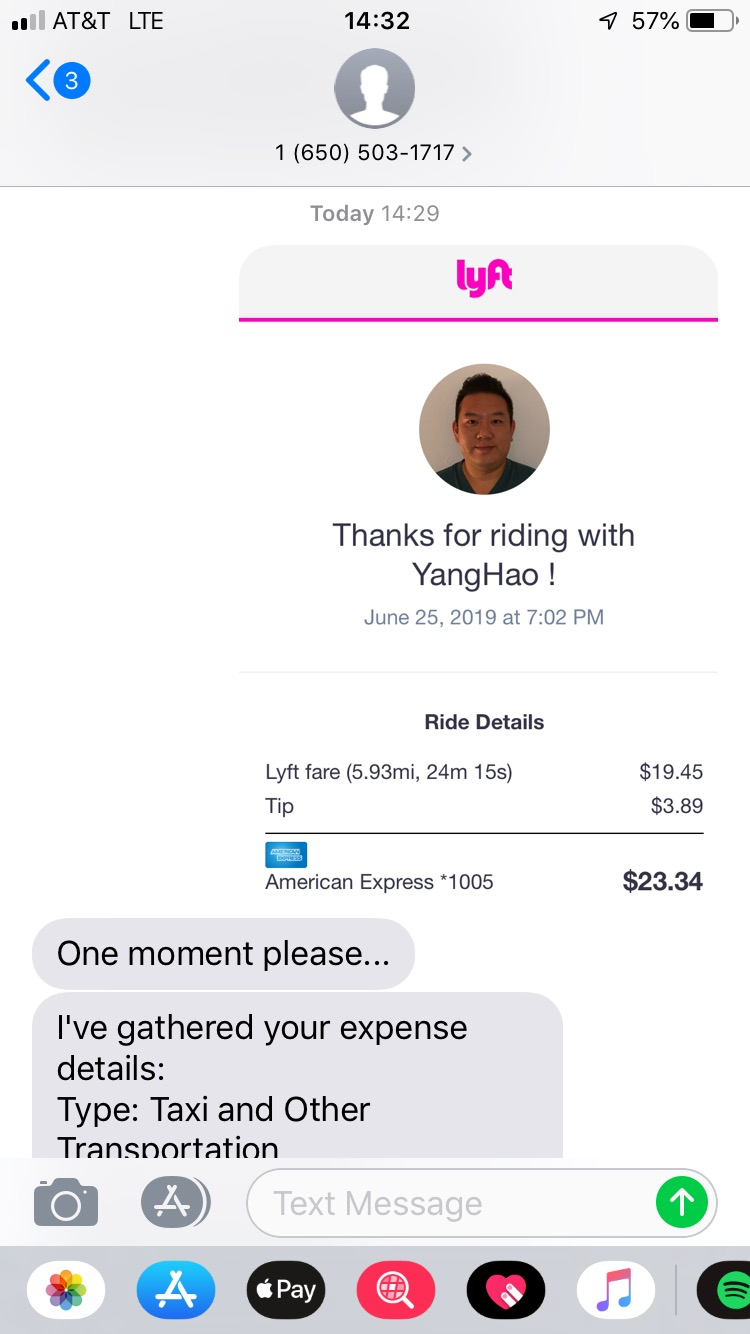 AT&T LTE 14:32 57%
3
1 (650) 503-1717
Today 14:29
lyft
Thanks for riding with
YangHao !
June 25, 2019 at 7:02 PM
Ride Details
Lyft fare (5.93mi, 24m 15s) $19.45
Tip $3.89
AMERICAN
EXPRESS
American Express *1005 $23.34
One moment please...
I've gathered your expense
details:
Type: Taxi and Other
Transportation
Text Message
Pay